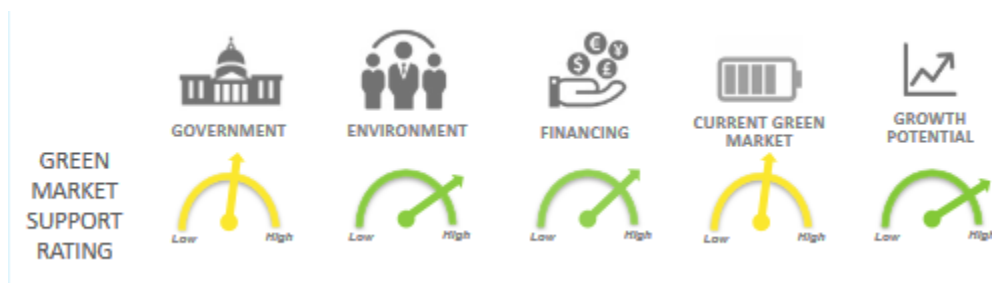 GOVERNMENT
ENVIRONMENT
FINANCING
CURRENT GREEN
MARKET
GROWTH
POTENTIAL
GREEN
MARKET
SUPPORT
RATING
Low High
Low High
Low High
Low High
Low High